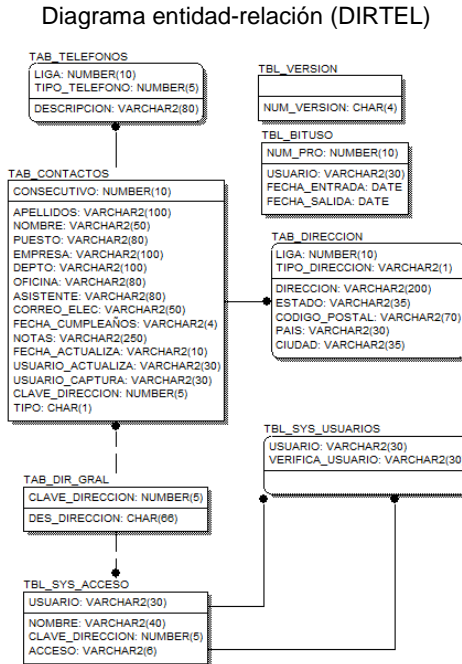 Diagrama entidad-relación (DIRTEL)
TAB_TELEFONOS
LIGA: NUMBER(10)
TIPO_TELEFONO: NUMBER(5)
DESCRIPCION: VARCHAR2(80)
TBL_VERSION
NUM_VERSION: CHAR(4)
TBL_BITUSO
NUM_PRO: NUMBER(10)
USUARIO: VARCHAR2(30)
FECHA_ENTRADA: DATE
FECHA_SALIDA: DATE
TAB_CONTACTOS
CONSECUTIVO: NUMBER(10)
APELLIDOS: VARCHAR2(100)
NOMBRE: VARCHAR2(50)
PUESTO: VARCHAR2(80)
EMPRESA: VARCHAR2(100)
DEPTO: VARCHAR2(100)
OFICINA: VARCHAR2(80)
ASISTENTE: VARCHAR2(80)
CORREO_ELEC: VARCHAR2(50)
FECHA_CUMPLEAÑOS: VARCHAR2(4)
NOTAS: VARCHAR2(250)
FECHA_ACTUALIZA: VARCHAR2(10)
USUARIO_ACTUALIZA: VARCHAR2(30)
USUARIO_CAPTURA: VARCHAR2(30)
CLAVE_DIRECCION: NUMBER(5)
TIPO: CHAR(1)
TAB_DIRECCION
LIGA: NUMBER(10)
TIPO_DIRECCION: VARCHAR2(1)
DIRECCION: VARCHAR2(200)
ESTADO: VARCHAR2(35)
CODIGO_POSTAL: VARCHAR2(70)
PAIS: VARCHAR2(30)
CIUDAD: VARCHAR2(35)
TBL_SYS_USUARIOS
USUARIO: VARCHAR2(30)
VERIFICA_USUARIO: VARCHAR2(30
TAB_DIR_GRAL
CLAVE_DIRECCION: NUMBER(5)
DES_DIRECCION: CHAR(66)
TBL_SYS_ACCESO
USUARIO: VARCHAR2(30)
NOMBRE: VARCHAR2(40)
CLAVE_DIRECCION: NUMBER(5)
ACCESO: VARCHAR2(6)